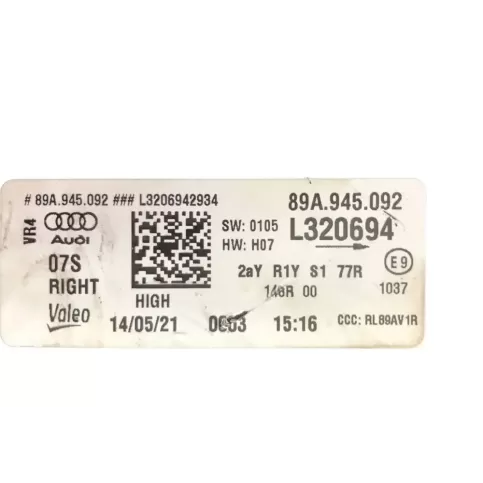 # 89A.945.092 ### L3206942934
89A.945.092
VR4
Audi
SW: 0105
HW: H07
L320694
07S
RIGHT
2aY R1Y S1 77R
E9
HIGH
148R 00
1037
Valeo
14/05/21
15:16
CCC: RL89AV1R